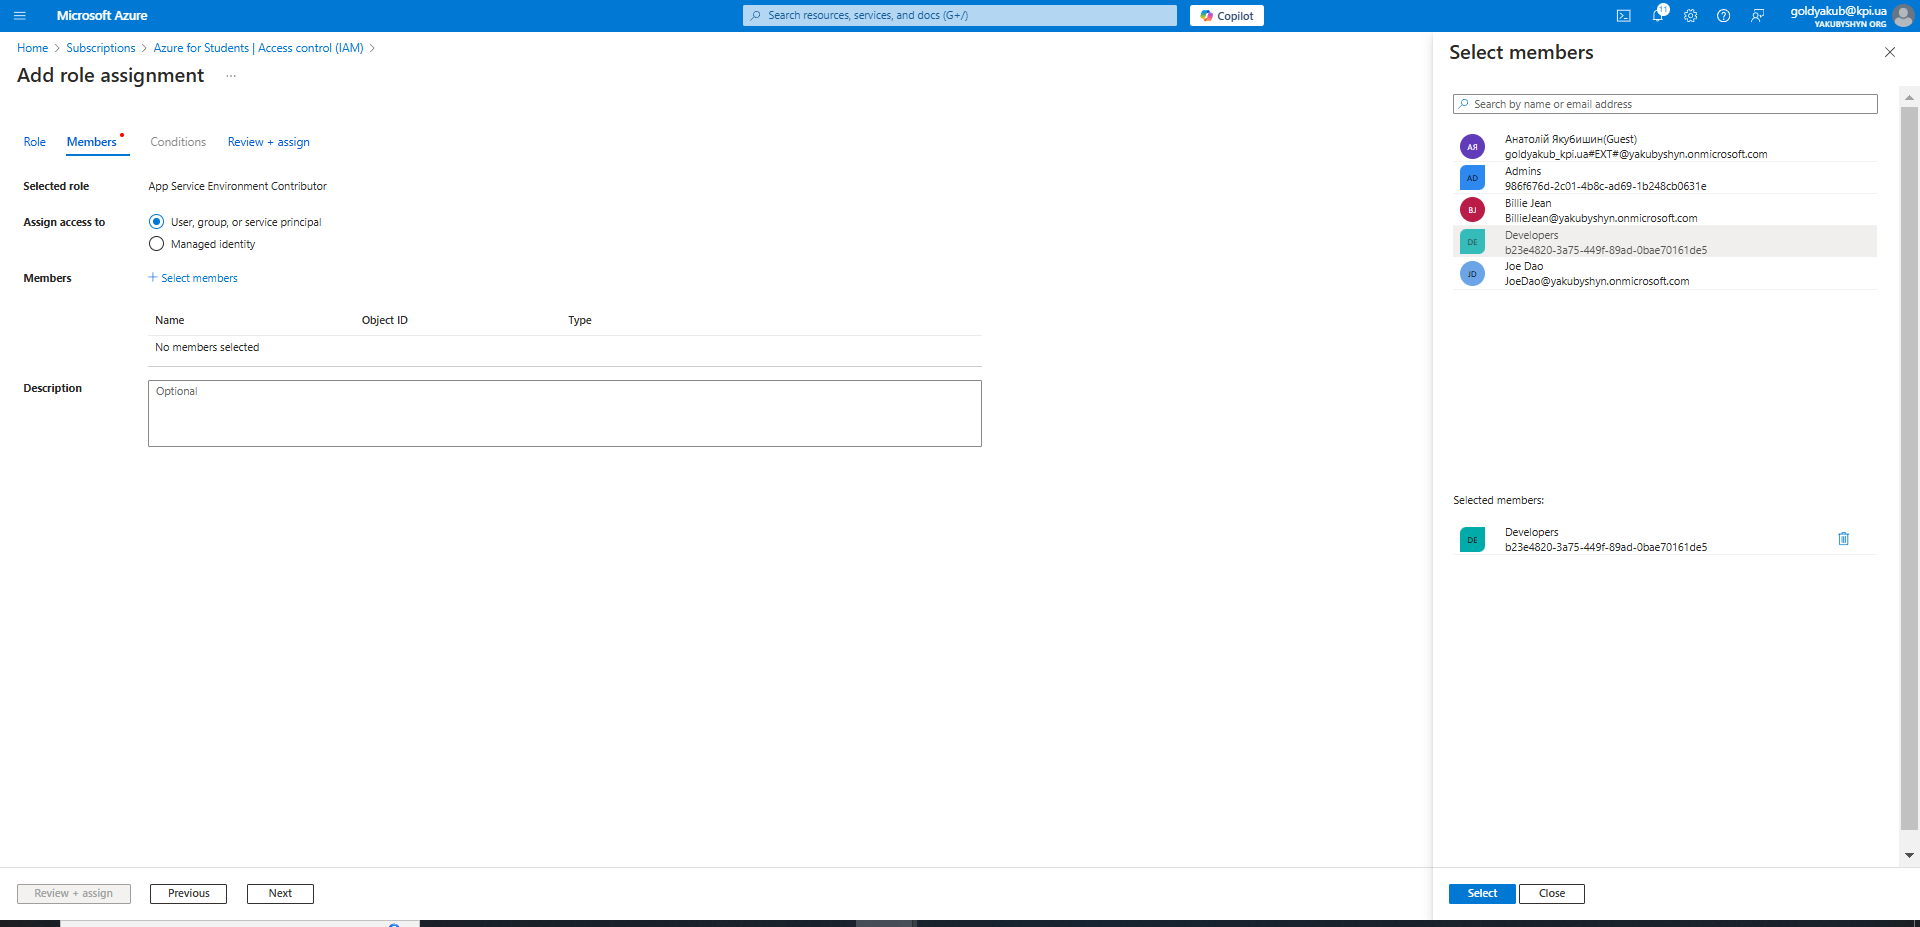 Microsoft Azure
Search resources, services, and docs (G+/)
Copilot
11
goldyakub@kpi.ua
YAKUBYSHYN ORG
Home > Subscriptions > Azure for Students | Access control (IAM) >
Add role assignment ...
Role
Members
Conditions
Review + assign
Selected role
App Service Environment Contributor
Assign access to
User, group, or service principal
Managed identity
Members
+ Select members
Name
Object ID
Type
No members selected
Description
Optional
Review + assign
Previous
Next
Select members
Search by name or email address
АЯ
Анатолій Якубишин(Guest)
goldyakub_kpi.ua#EXT#@yakubyshyn.onmicrosoft.com
AD
Admins
986f676d-2c01-4b8c-ad69-1b248cb0631e
BJ
Billie Jean
BillieJean@yakubyshyn.onmicrosoft.com
DE
Developers
b23e4820-3a75-449f-89ad-0bae70161de5
JD
Joe Dao
JoeDao@yakubyshyn.onmicrosoft.com
Selected members:
DE
Developers
b23e4820-3a75-449f-89ad-0bae70161de5
Select
Close